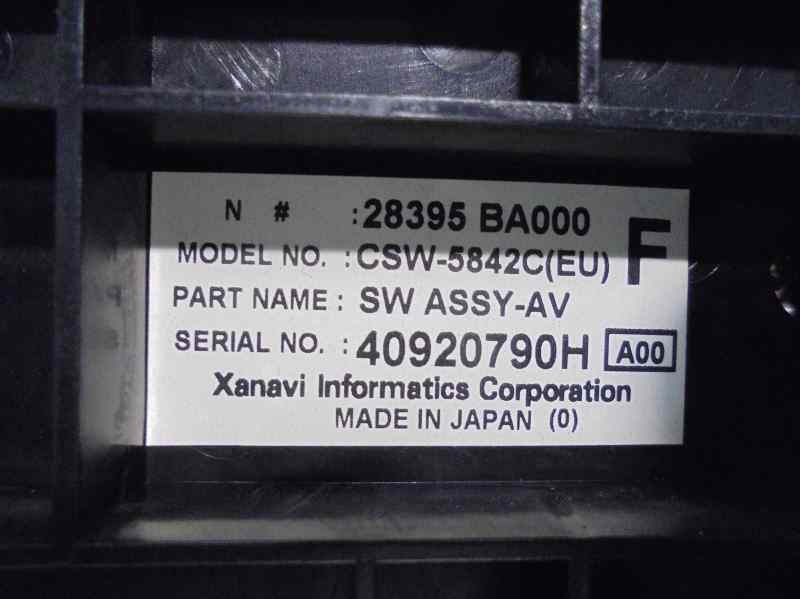 N # :28395 BA000
F
MODEL NO. :CSW-5842C(EU)
PART NAME : SW ASSY-AV
SERIAL NO. :40920790H A00
Xanavi Informatics Corporation
MADE IN JAPAN (0)